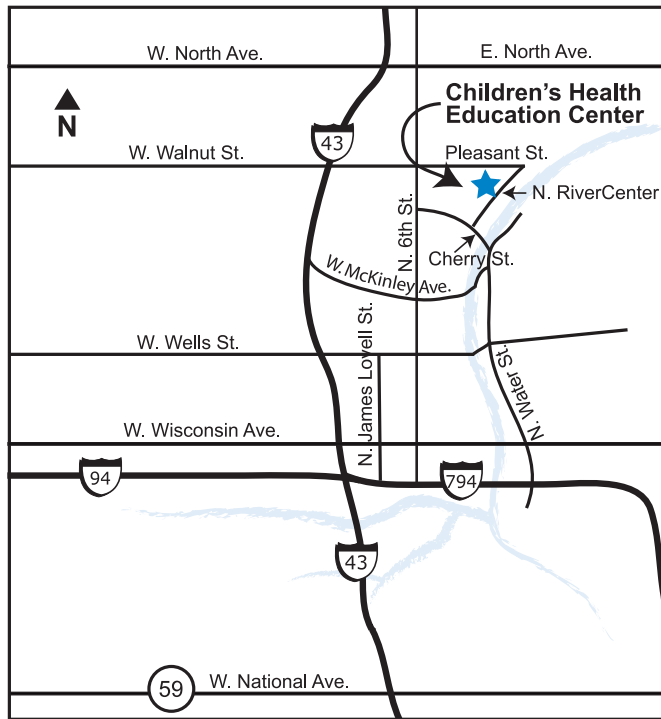 W. North Ave.
E. North Ave.
N
Children's Health
Education Center
43
W. Walnut St.
Pleasant St.
N. RiverCenter
N. 6th St.
Cherry St.
W. McKinley Ave.
W. Wells St.
N. James Lovell St.
N. Water St.
W. Wisconsin Ave.
94
794
43
59
W. National Ave.